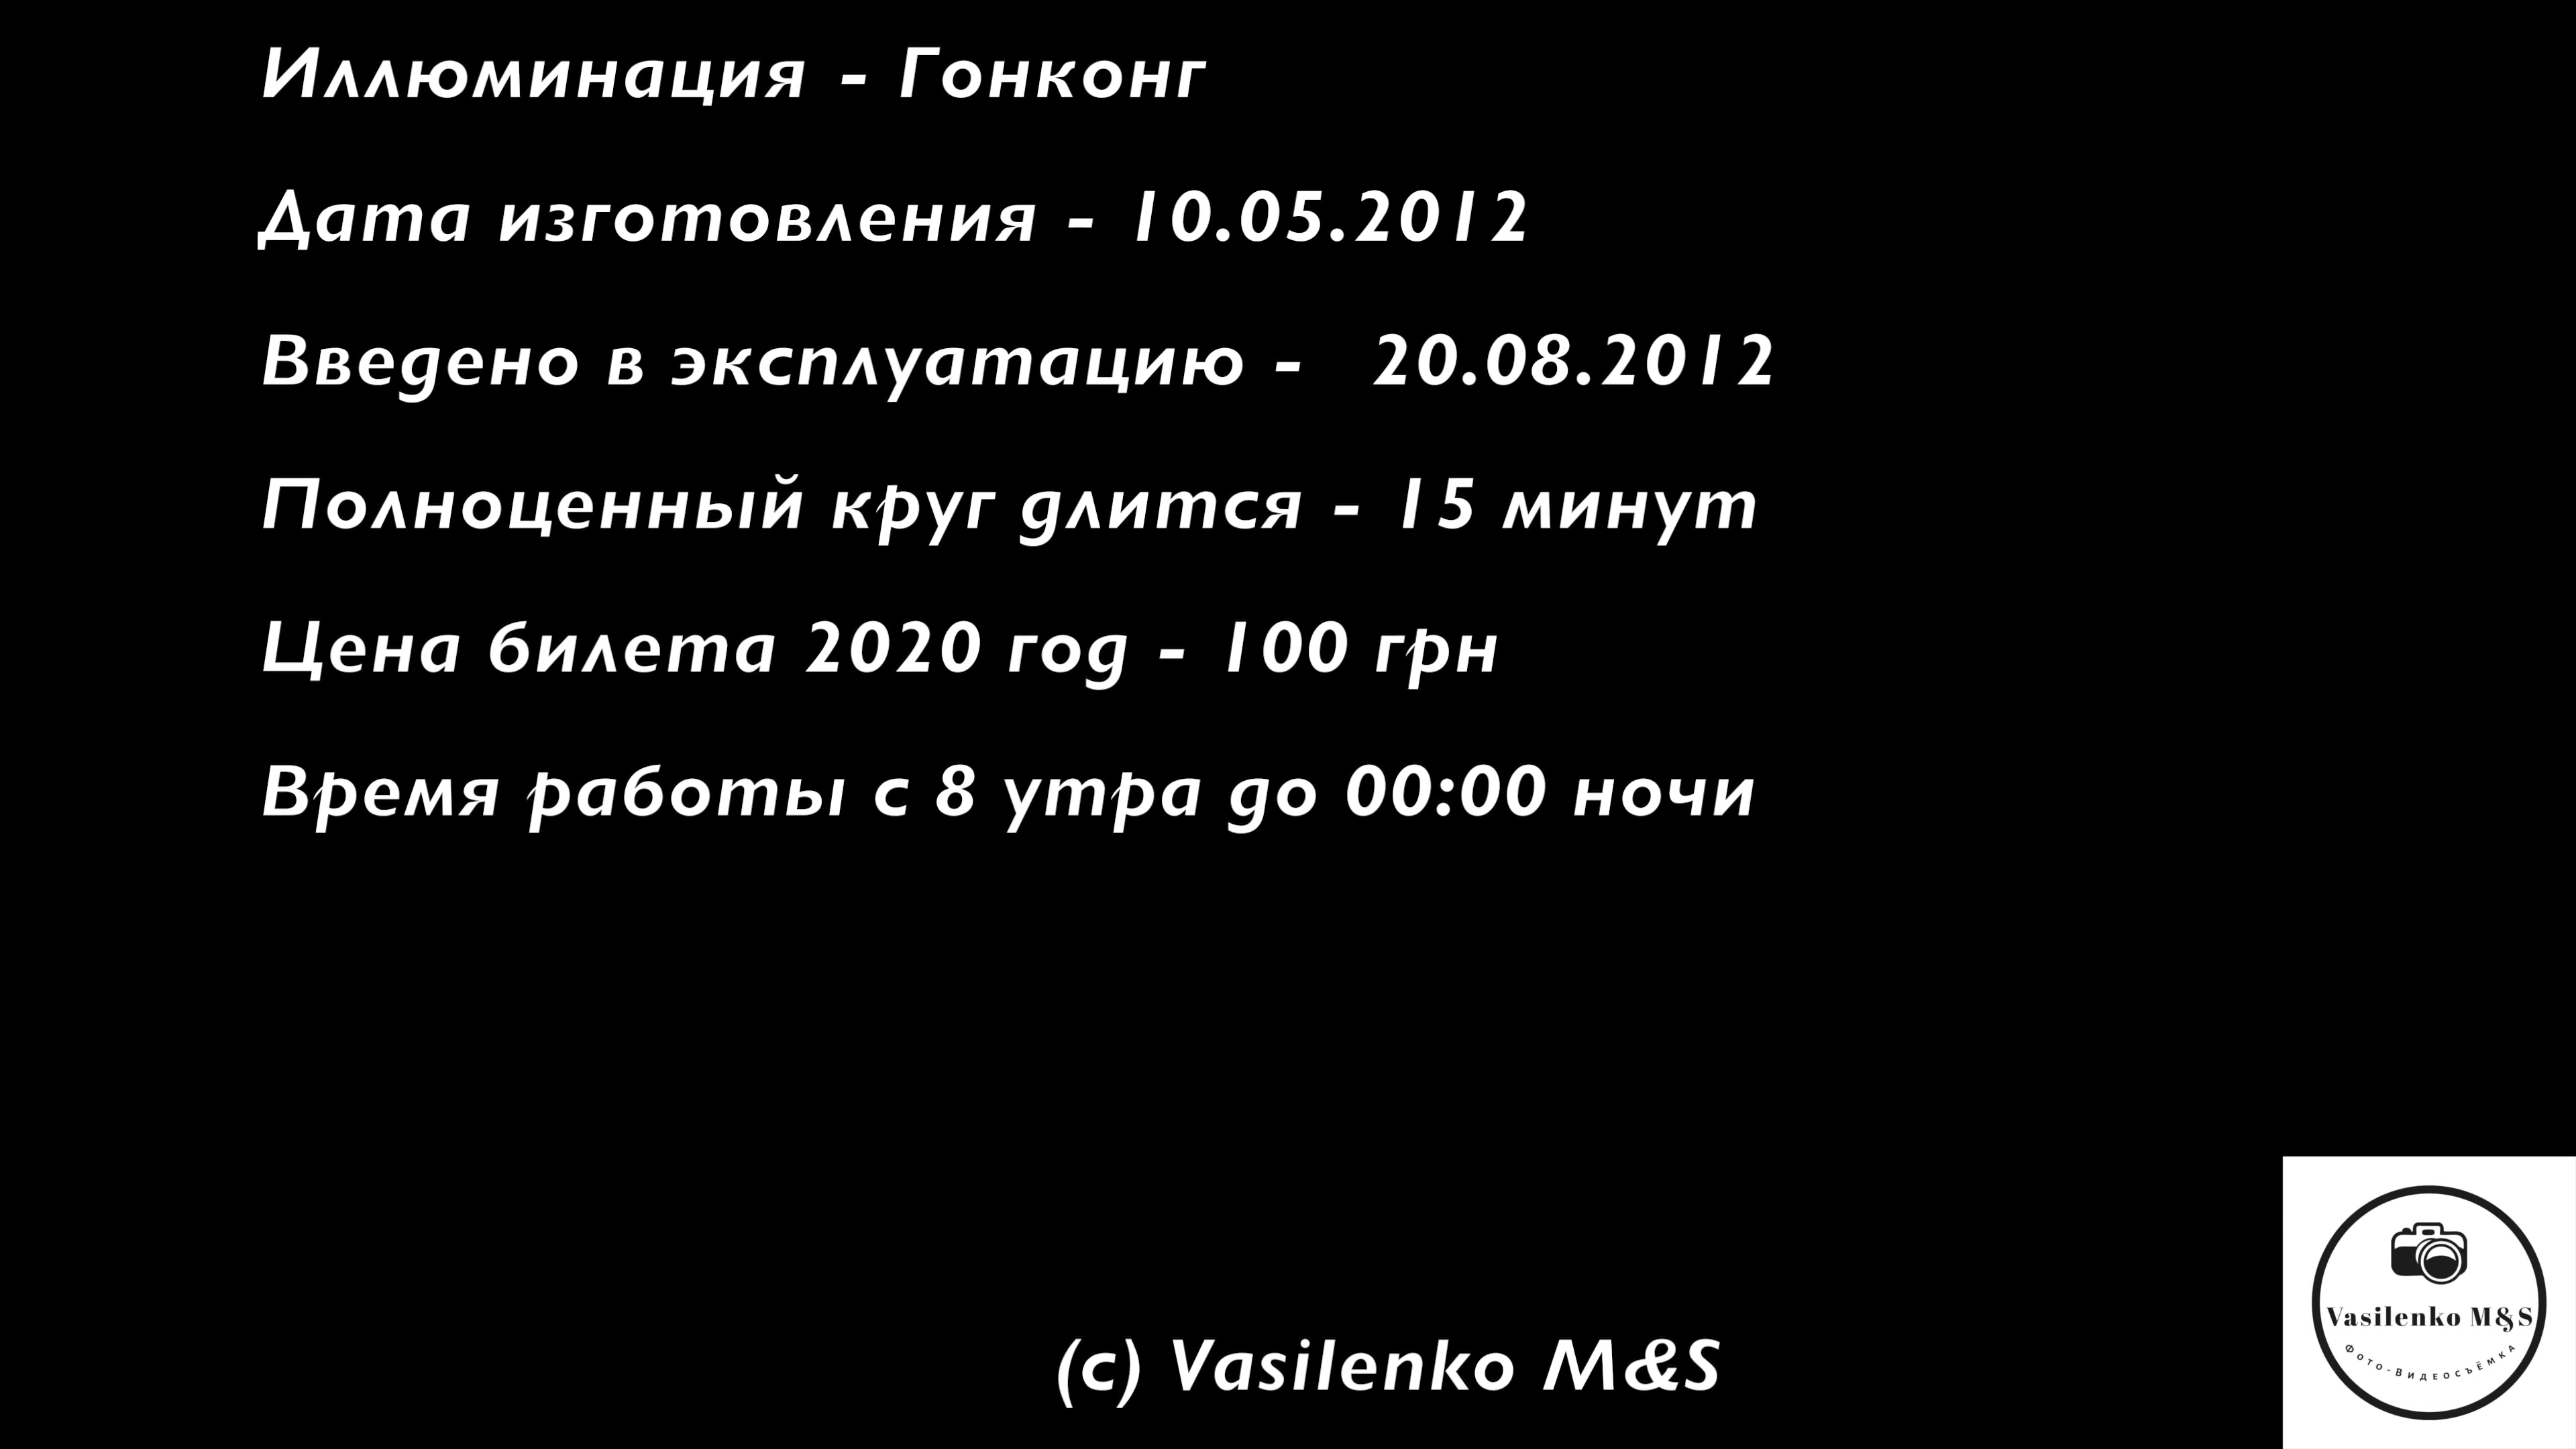 Иллюминация - Гонконг
Дата изготовления - 10.05.2012
Введено в эксплуатацию - 20.08.2012
Полноценный круг длится - 15 минут
Цена билета 2020 год - 100 грн
Время работы с 8 утра до 00:00 ночи
(c) Vasilenko M&S
Vasilenko M&S
Фото-Видеосъёмка